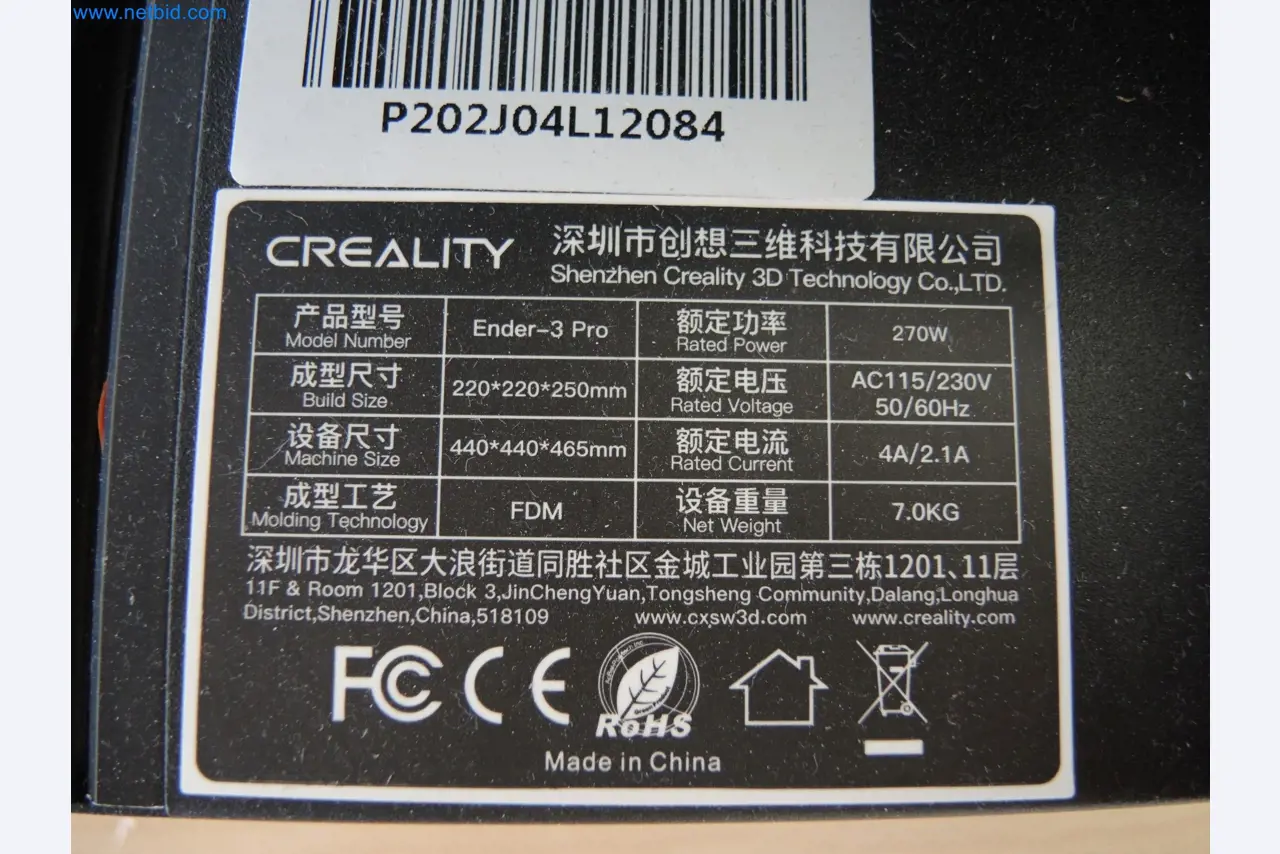 www.netbid.com
P202J04L12084
CREALITY
深圳市创想三维科技有限公司
Shenzhen Creality 3D Technology Co.,LTD.
产品型号 Ender-3 Pro 额定功率 270W
Model Number Rated Power
成型尺寸 220*220*250mm 额定电压 AC115/230V
Build Size Rated Voltage 50/60Hz
设备尺寸 440*440*465mm 额定电流 4A/2.1A
Machine Size Rated Current
成型工艺 FDM 设备重量 7.0KG
Molding Technology Net Weight
深圳市龙华区大浪街道同胜社区金城工业园第三栋1201、11层
11F & Room 1201,Block 3,JinChengYuan,Tongsheng Community,Dalang,Longhua
District,Shenzhen,China,518109 www.cxsw3d.com www.creality.com
FC CE RoHS
Made in China